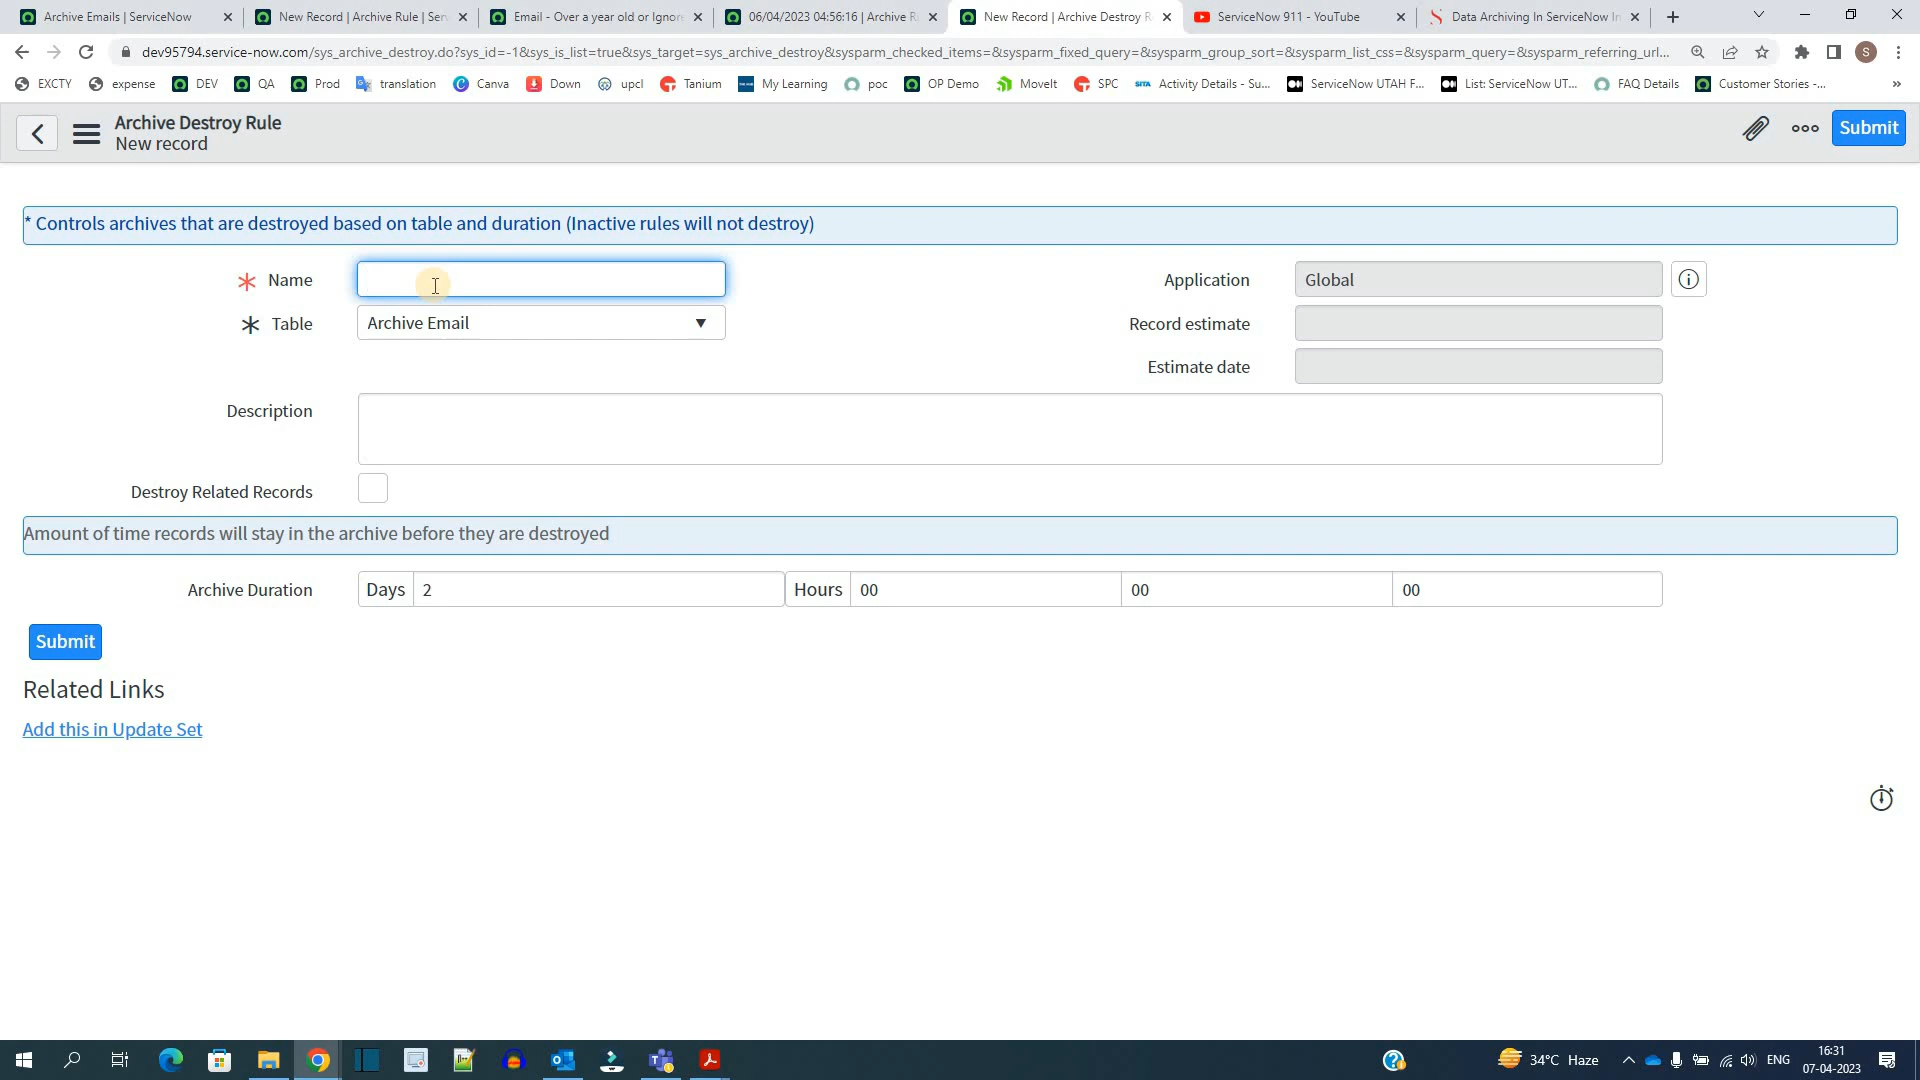 Archive Emails | ServiceNow
New Record | Archive Rule | Serv
Email - Over a year old or Ignore
06/04/2023 04:56:16 | Archive R
New Record | Archive Destroy R
ServiceNow 911 - YouTube
Data Archiving In ServiceNow In
dev95794.service-now.com/sys_archive_destroy.do?sys_id=-1&sys_is_list=true&sys_target=sys_archive_destroy&sysparm_checked_items=&sysparm_fixed_query=&sysparm_group_sort=&sysparm_list_css=&sysparm_query=&sysparm_referring_url...
EXCTY
expense
DEV
QA
Prod
translation
Canva
Down
upcl
Tanium
My Learning
poc
OP Demo
MoveIt
SPC
SITA
Activity Details - Su...
ServiceNow UTAH F...
List: ServiceNow UT...
FAQ Details
Customer Stories -...
»
S
Archive Destroy Rule
New record
Submit
* Controls archives that are destroyed based on table and duration (Inactive rules will not destroy)
Name
Application
Global
Table
Archive Email
Record estimate
Estimate date
Description
Destroy Related Records
Amount of time records will stay in the archive before they are destroyed
Archive Duration
Days
2
Hours
00
00
00
Submit
Related Links
Add this in Update Set
34°C Haze
ENG
16:31
07-04-2023